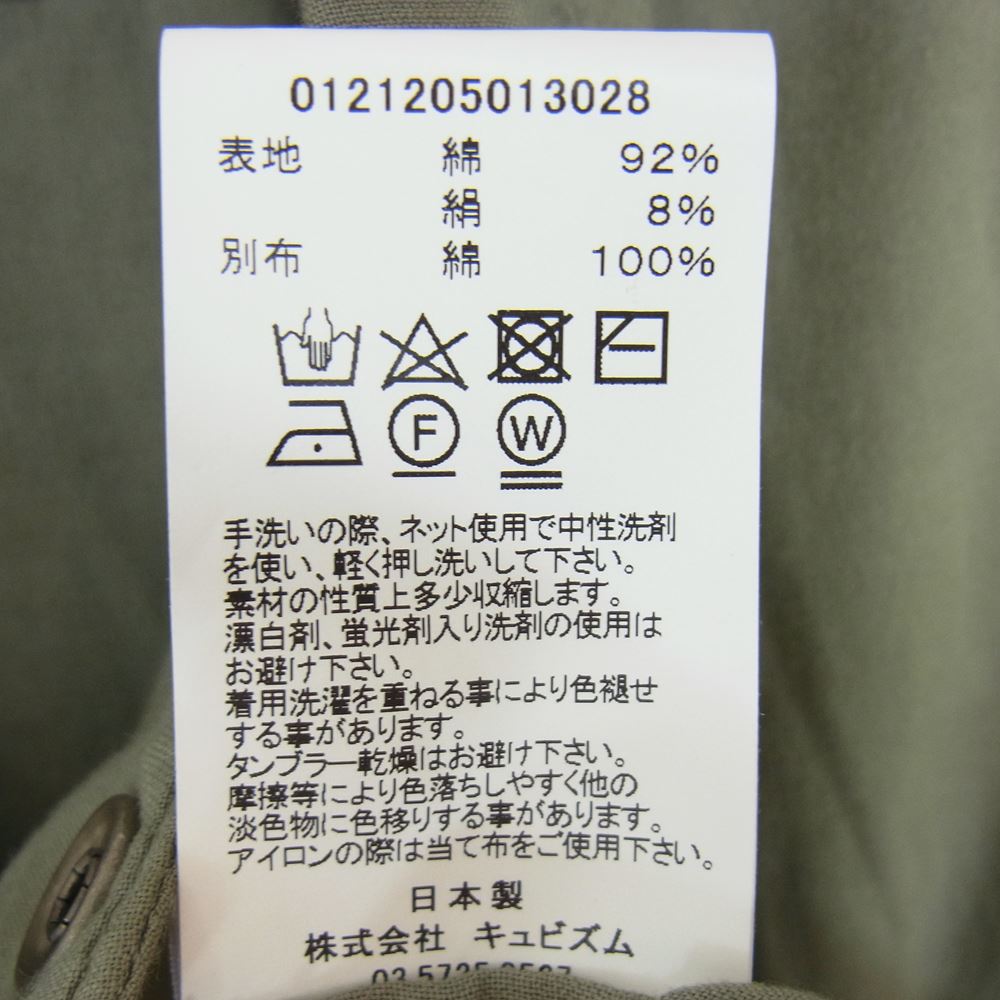 0121205013028
表地 綿 92%
絹 8%
別布 綿 100%
F W
手洗いの際、ネット使用で中性洗剤
を使い、軽く押し洗いして下さい。
素材の性質上多少収縮します。
漂白剤、蛍光剤入り洗剤の使用は
お避け下さい。
着用洗濯を重ねる事により色褪せ
する事があります。
タンブラー乾燥はお避け下さい。
摩擦等により色落ちしやすく他の
淡色物に色移りする事があります。
アイロンの際は当て布をご使用下さい。
日本製
株式会社 キュビズム